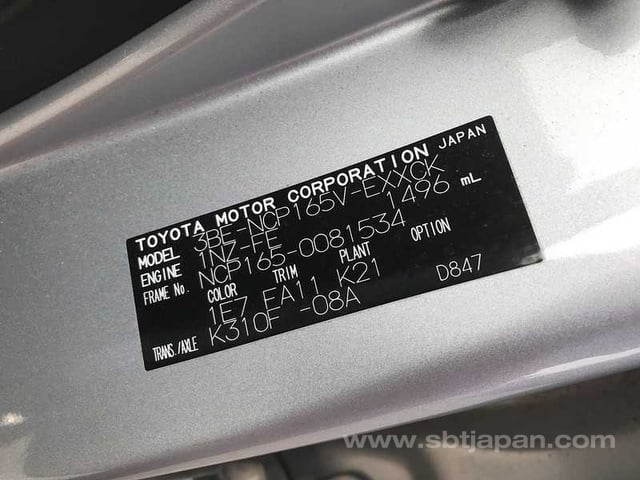 TOYOTA MOTOR CORPORATION JAPAN
MODEL 3BE-NCP165V-EXXCK
ENGINE 1NZ-FE 1496 mL
FRAME No. NCP165-0081534
COLOR TRIM PLANT OPTION
1E7 FA11 K21
TRANS./AXLE K310F -08A D847
www.sbtjapan.com